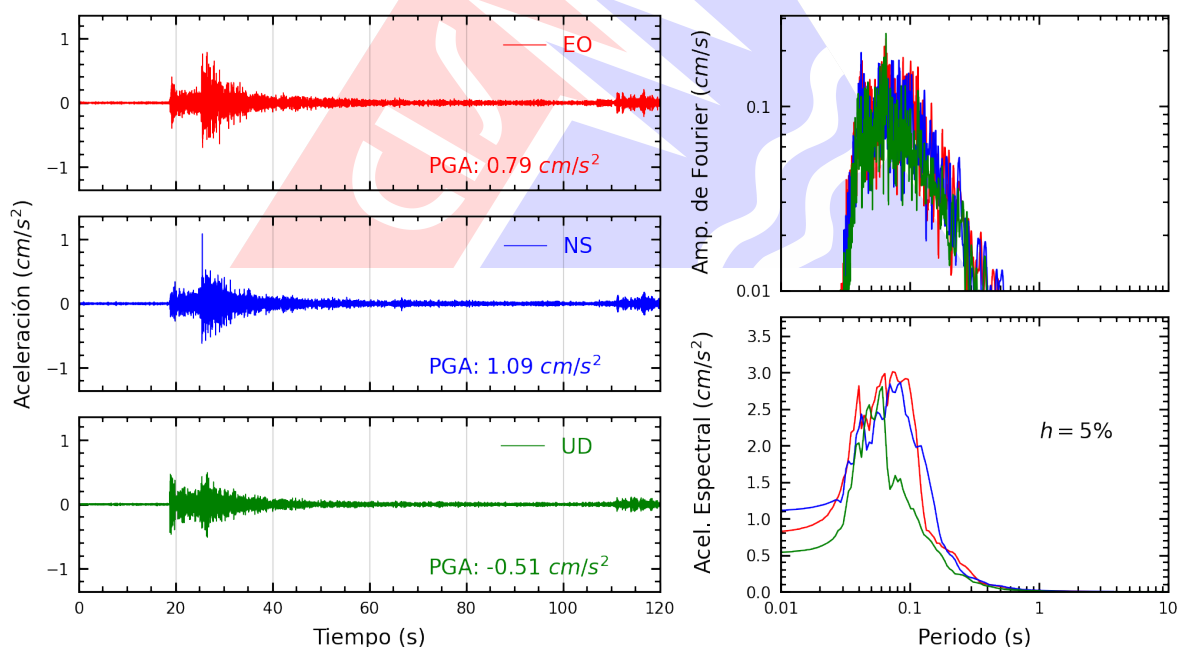 Aceleración (cm/s²)
1
0
−1
EO
PGA: 0.79 cm/s²
1
0
−1
NS
PGA: 1.09 cm/s²
1
0
−1
UD
PGA: -0.51 cm/s²
0 20 40 60 80 100 120
Tiempo (s)
Amp. de Fourier (cm/s)
0.1
0.01
Acel. Espectral (cm/s²)
3.5
3.0
2.5
2.0
1.5
1.0
0.5
0.0
h = 5%
0.01 0.1 1 10
Periodo (s)